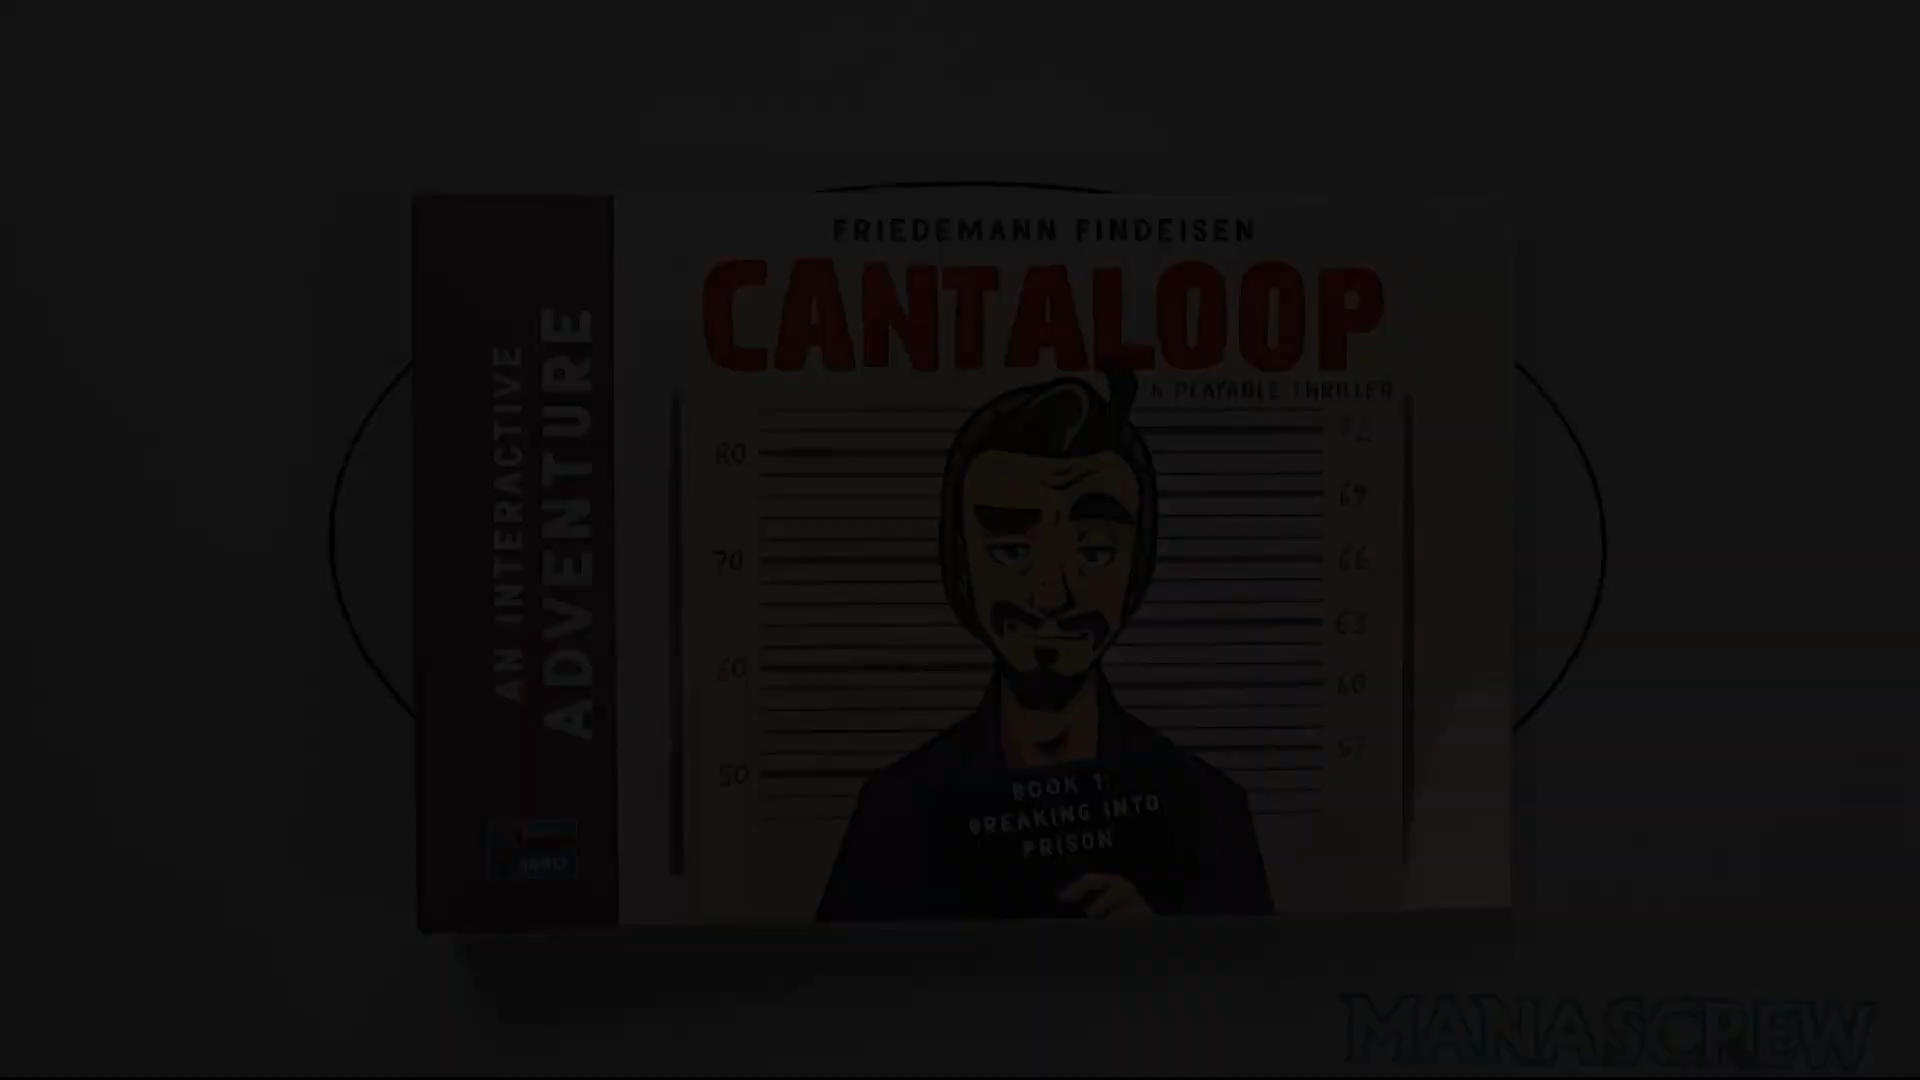 FRIEDEMANN FINDEISEN
CANTALOOP
A PLAYABLE THRILLER
AN INTERACTIVE
ADVENTURE
80
70
60
50
72
69
66
63
60
57
BOOK 1:
BREAKING INTO
PRISON
MANASCREW